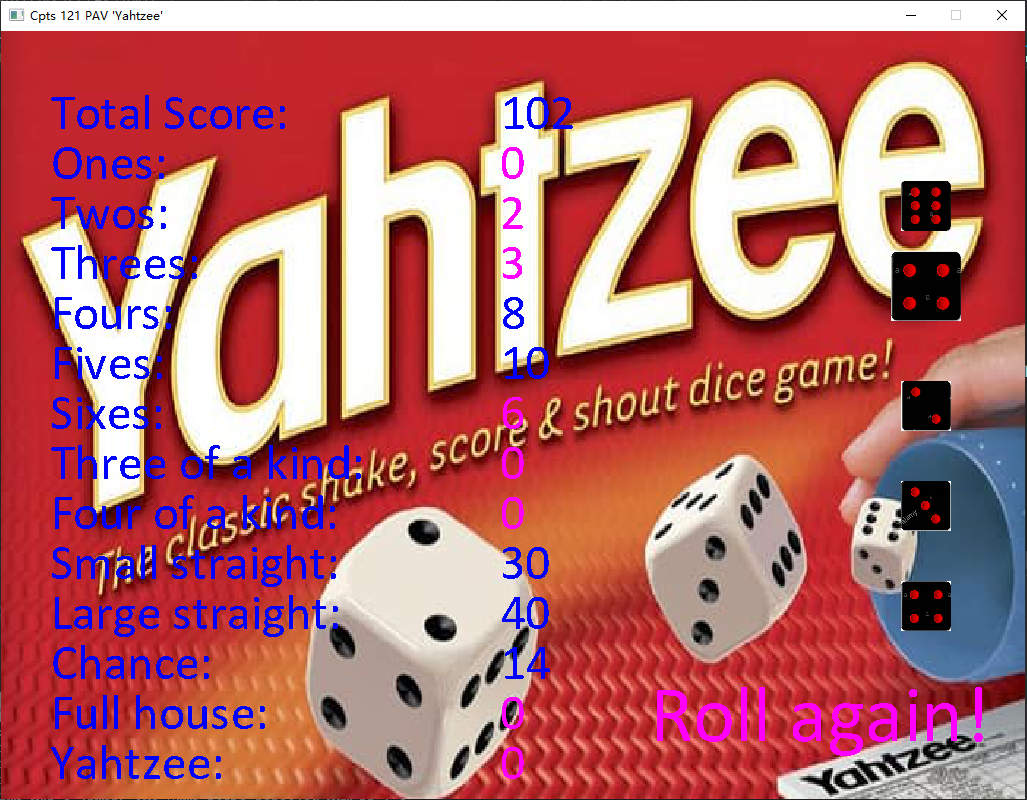 Cpts 121 PAV 'Yahtzee'
Yahtzee
The classic shake, score & shout dice game!
Total Score: 102
Ones: 0
Twos: 2
Threes: 3
Fours: 8
Fives: 10
Sixes: 6
Three of a kind: 0
Four of a kind: 0
Small straight: 30
Large straight: 40
Chance: 14
Full house: 0
Yahtzee: 0
Roll again!
Yahtzee